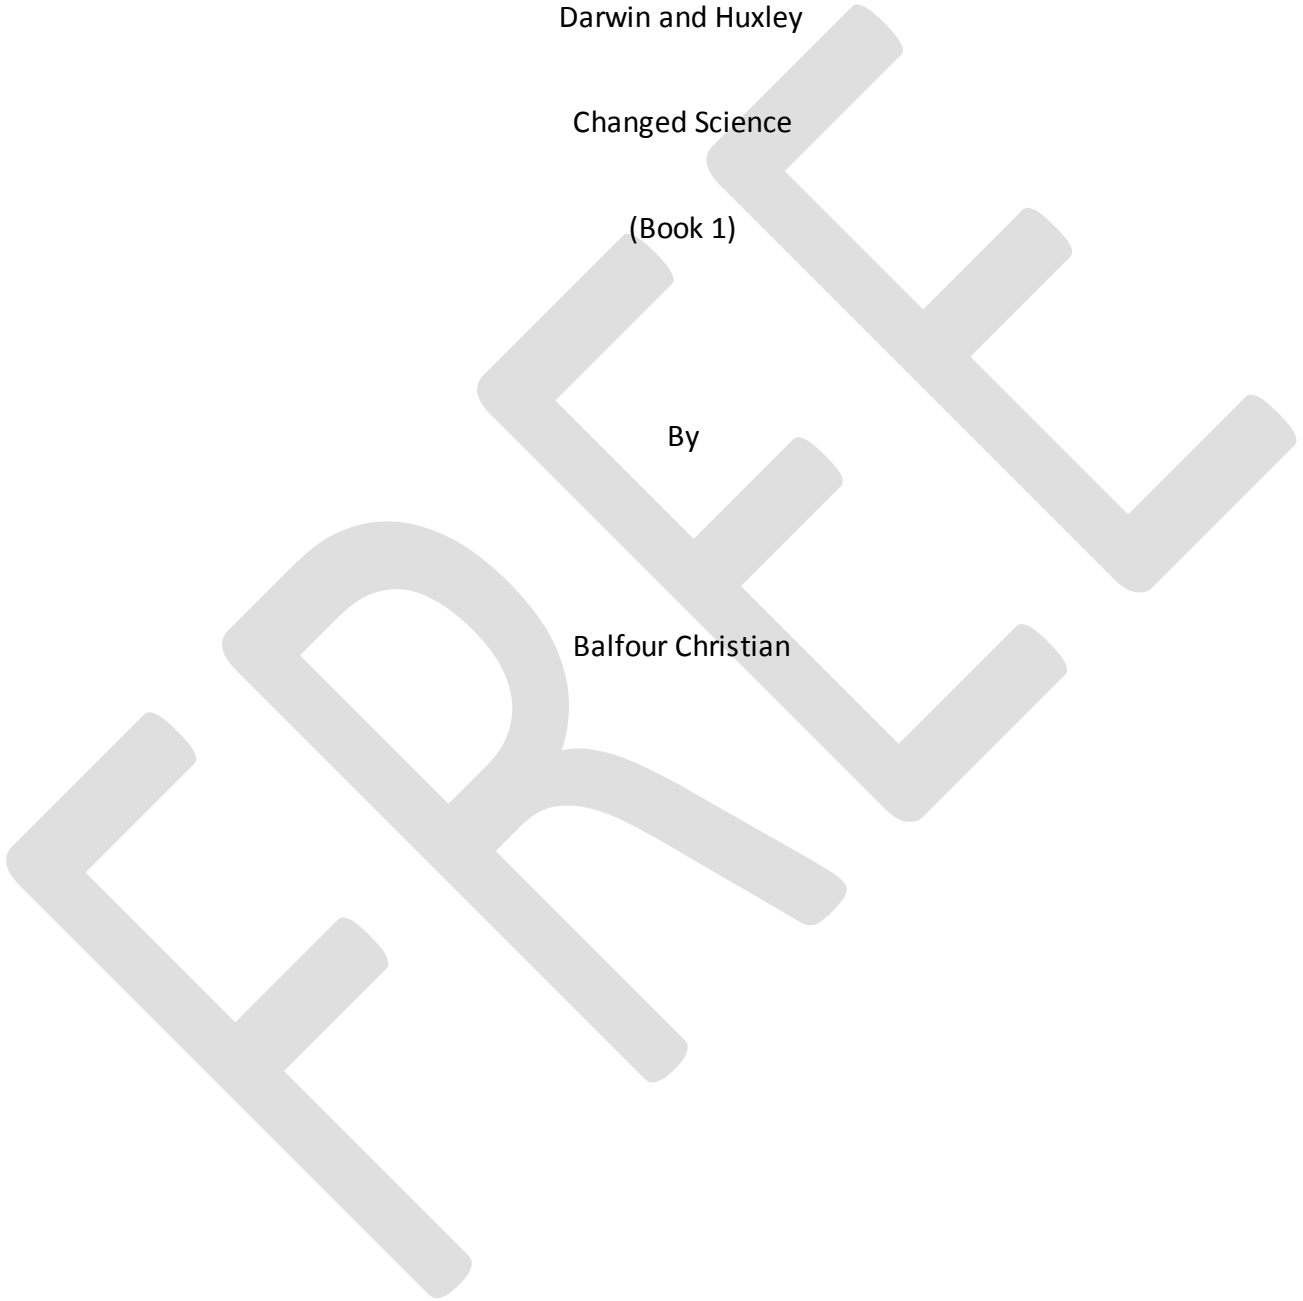 Darwin and Huxley
Changed Science
(Book 1)
By
Balfour Christian
FREE